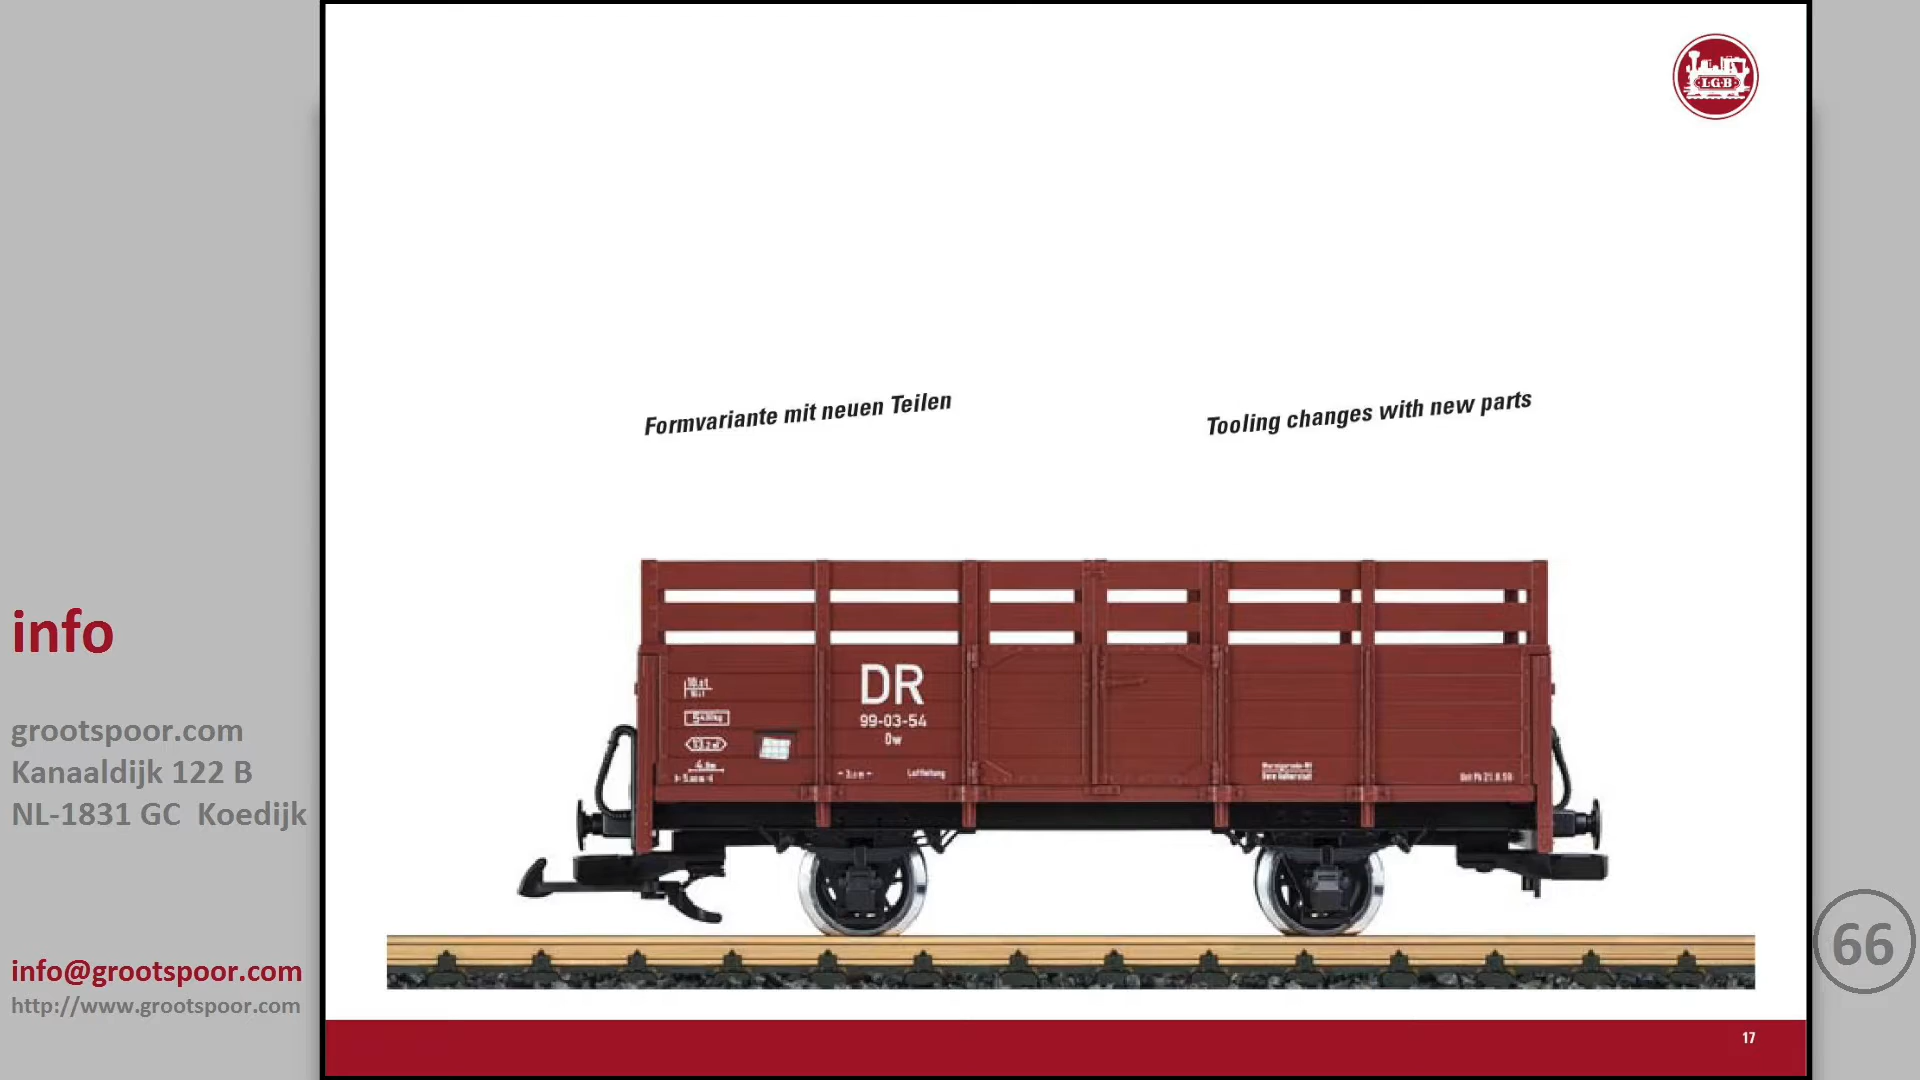 L·G·B
Formvariante mit neuen Teilen
Tooling changes with new parts
DR
99-03-54
Ow
Luftleitung
info
grootspoor.com
Kanaaldijk 122 B
NL-1831 GC Koedijk
info@grootspoor.com
http://www.grootspoor.com
66
17